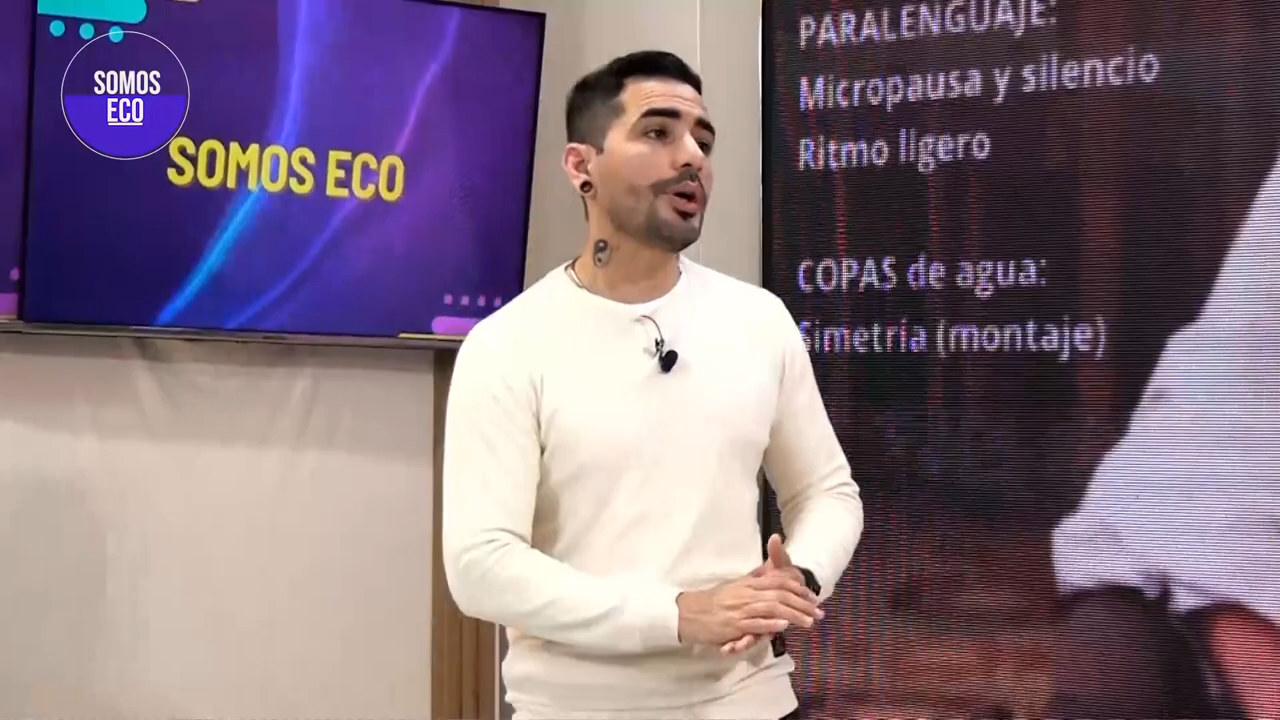 SOMOS
ECO
SOMOS ECO
PARALENGUAJE:
Micropausa y silencio
Ritmo ligero
COPAS de agua:
Simetria (montaje)